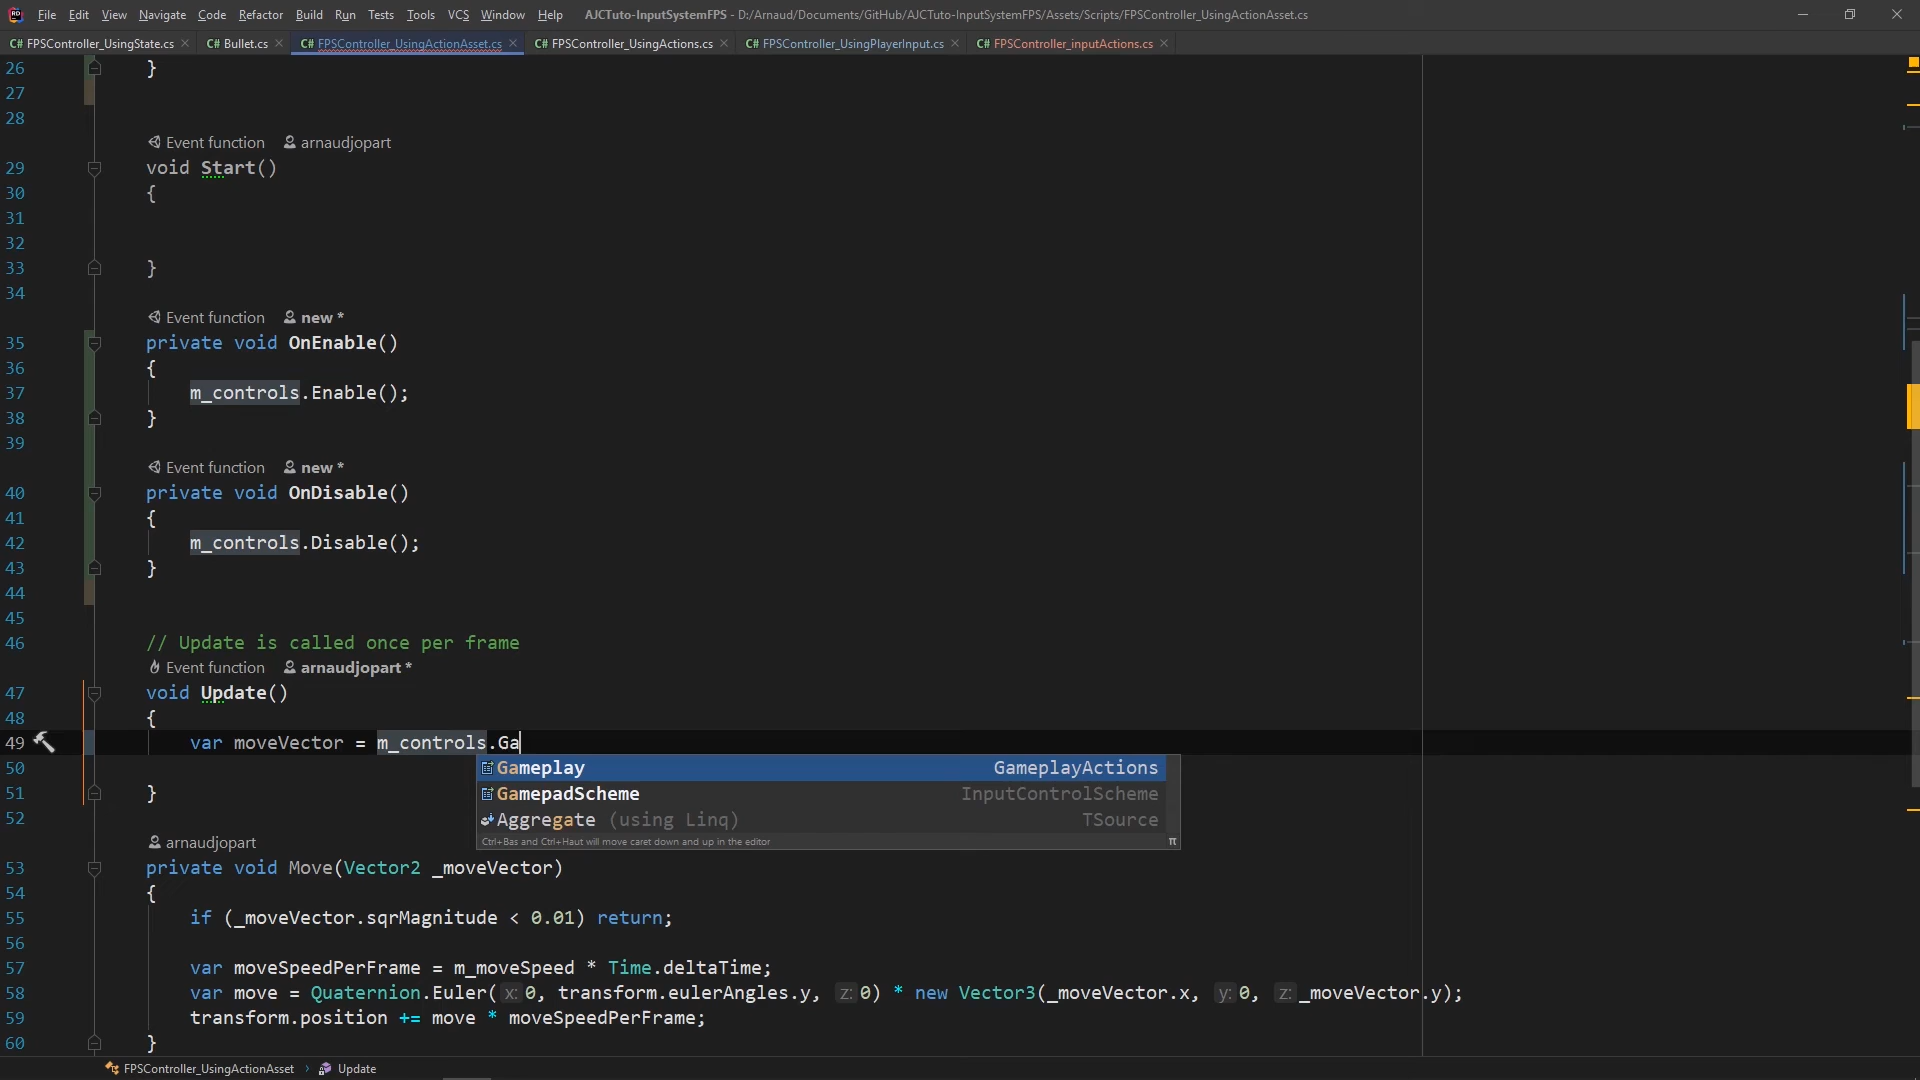 RD File Edit View Navigate Code Refactor Build Run Tests Tools VCS Window Help AJCTuto-InputSystemFPS - D:/Arnaud/Documents/GitHub/AJCTuto-InputSystemFPS/Assets/Scripts/FPSController_UsingActionAsset.cs
C# FPSController_UsingState.cs C# Bullet.cs C# FPSController_UsingActionAsset.cs C# FPSController_UsingActions.cs C# FPSController_UsingPlayerInput.cs C# FPSController_inputActions.cs
26 }
27
28
Event function arnaudjopart
29 void Start()
30 {
31
32
33 }
34
Event function new *
35 private void OnEnable()
36 {
37 m_controls.Enable();
38 }
39
Event function new *
40 private void OnDisable()
41 {
42 m_controls.Disable();
43 }
44
45
46 // Update is called once per frame
Event function arnaudjopart *
47 void Update()
48 {
49 var moveVector = m_controls.Ga
50 Gameplay GameplayActions
51 } GamepadScheme InputControlScheme
52 Aggregate (using Linq) TSource
arnaudjopart Ctrl+Bas and Ctrl+Haut will move caret down and up in the editor π
53 private void Move(Vector2 _moveVector)
54 {
55 if (_moveVector.sqrMagnitude < 0.01) return;
56
57 var moveSpeedPerFrame = m_moveSpeed * Time.deltaTime;
58 var move = Quaternion.Euler( x: 0, transform.eulerAngles.y, z: 0) * new Vector3(_moveVector.x, y: 0, z: _moveVector.y);
59 transform.position += move * moveSpeedPerFrame;
60 }
FPSController_UsingActionAsset › Update